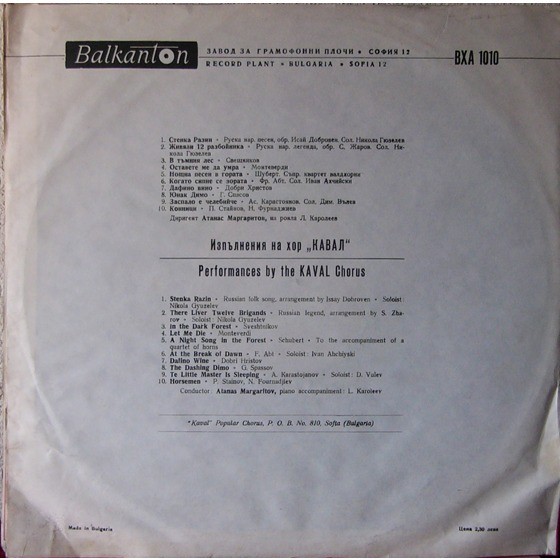 Balkanton
ЗАВОД ЗА ГРАМОФОННИ ПЛОЧИ • СОФИЯ 12
RECORD PLANT • BULGARIA • SOFIA 12
ВХА 1010
1. Стенка Разин • Руска нар. песен, обр. Исай Добровен. Сол. Никола Гюзелев
2. Живали 12 разбойника • Руска нар. легенда, обр. С. Жаров. Сол. Ни-
кола Гюзелев
3. В тъмния лес • Свешников
4. Оставете ме да умра • Монтеверди
5. Нощна песен в гората • Шуберт. Съпр. квартет валдхорни
6. Когато синее се зората • Фр. Абт. Сол. Иван Ахчийски
7. Дафино вино • Добри Христов
8. Юнак Димо • Г. Спасов
9. Заспало е челебийче • Ас. Карастоянов. Сол. Дим. Вълев
10. Конници • П. Стайнов, Н. Фурнаджиев
Диригент Атанас Маргаритов, на рояла Л. Каролеев
Изпълнения на хор „КАВАЛ“
Performances by the KAVAL Chorus
1. Stenka Razin • Russian folk song, arrangement by Issay Dobroven • Soloist:
Nikola Gyuzelev
2. There Liver Twelve Brigands • Russian legend, arrangement by S. Zha-
rov • Soloist: Nikola Gyuzelev
3. in the Dark Forest • Sveshnikov
4. Let Me Die • Monteverdi
5. A Night Song in the Forest • Schubert • To the accompaniment of a
quartet of horns
6. At the Break of Dawn • F. Abt • Soloist: Ivan Ahchiyski
7. Dafino Wine • Dobri Hristov
8. The Dashing Dimo • G. Spassov
9. Te Little Master Is Sleeping • A. Karastojanov • Soloist: D. Vulev
10. Horsemen • P. Stainov, N. Fournadjiev
Conductor: Atanas Margaritov, piano accompaniment: L. Karoleev
"Kaval" Popular Chorus, P. O. B. No. 810, Sofia (Bulgaria)
Made in Bulgaria
Цена 2,30 лева